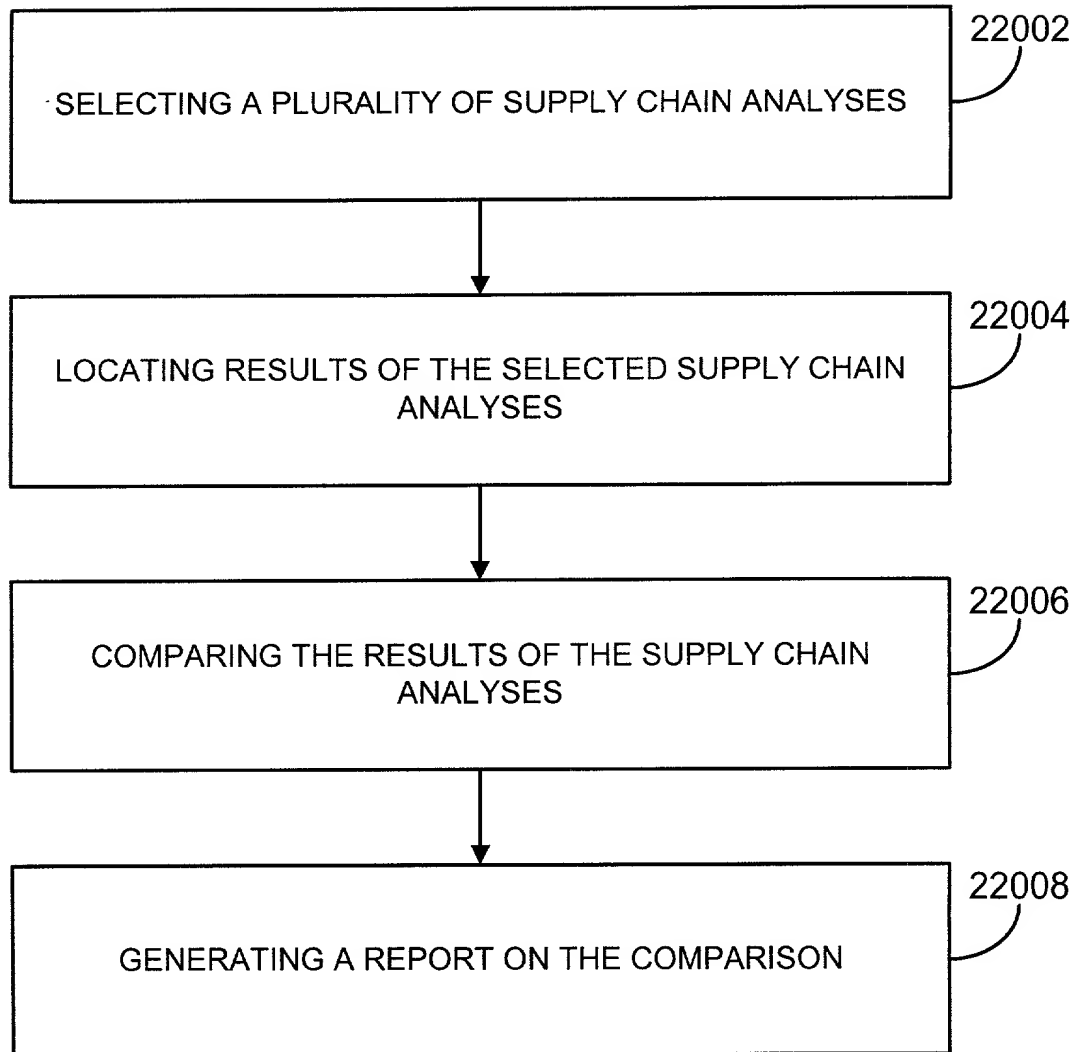 22002
SELECTING A PLURALITY OF SUPPLY CHAIN ANALYSES
22004
LOCATING RESULTS OF THE SELECTED SUPPLY CHAIN
ANALYSES
22006
COMPARING THE RESULTS OF THE SUPPLY CHAIN
ANALYSES
22008
GENERATING A REPORT ON THE COMPARISON